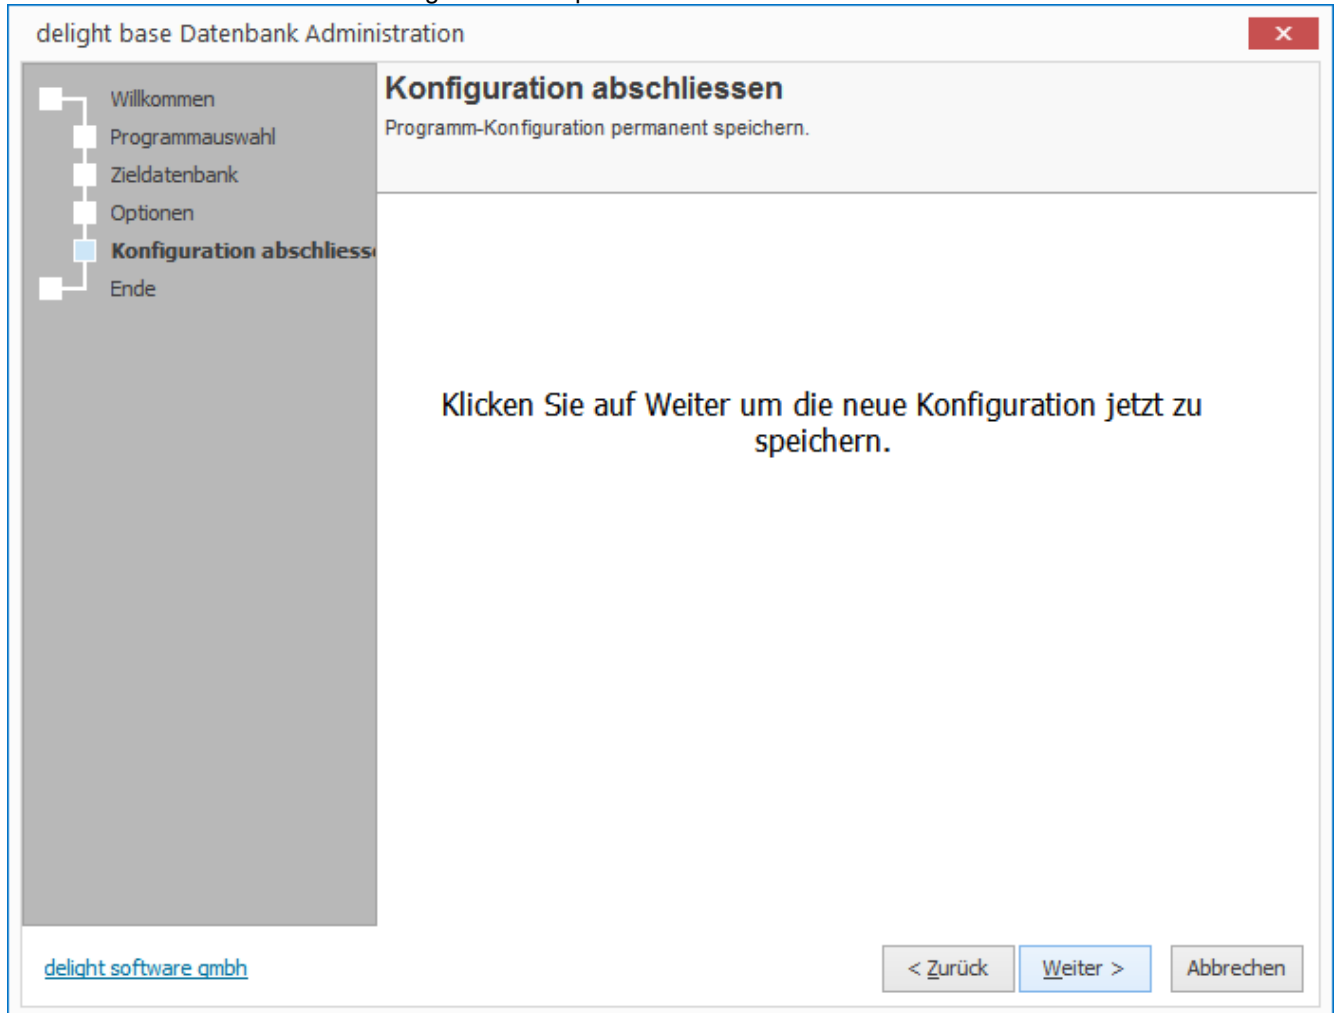 delight base Datenbank Administration
Willkommen
Programmauswahl
Zieldatenbank
Optionen
Konfiguration abschliess
Ende
Konfiguration abschliessen
Programm-Konfiguration permanent speichern.
Klicken Sie auf Weiter um die neue Konfiguration jetzt zu
speichern.
delight software gmbh
< Zurück
Weiter >
Abbrechen